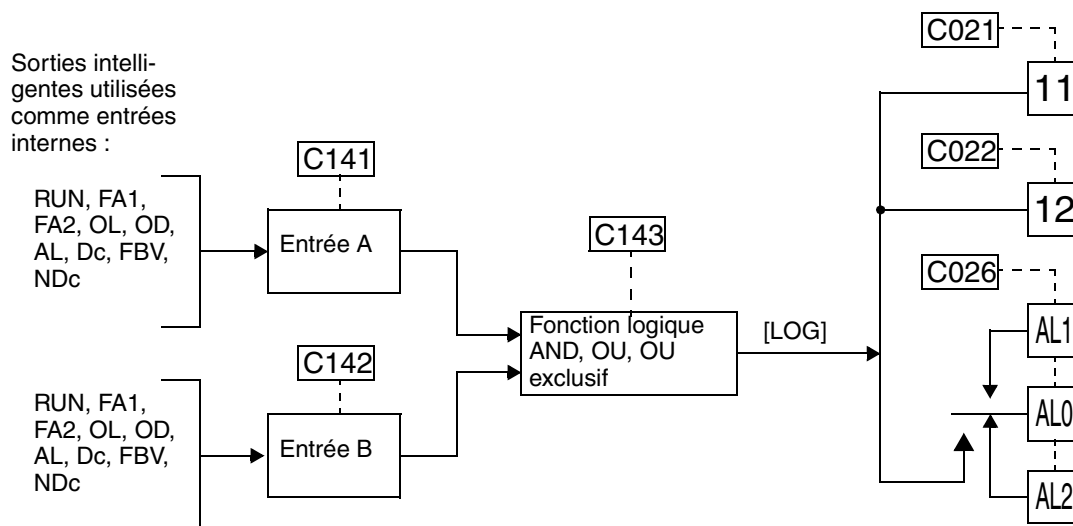 Sorties intelli-
gentes utilisées
comme entrées
internes :
RUN, FA1,
FA2, OL, OD,
AL, Dc, FBV,
NDc
C141
Entrée A
RUN, FA1,
FA2, OL, OD,
AL, Dc, FBV,
NDc
C142
Entrée B
C143
Fonction logique
AND, OU, OU
exclusif
[LOG]
C021
11
C022
12
C026
AL1
AL0
AL2